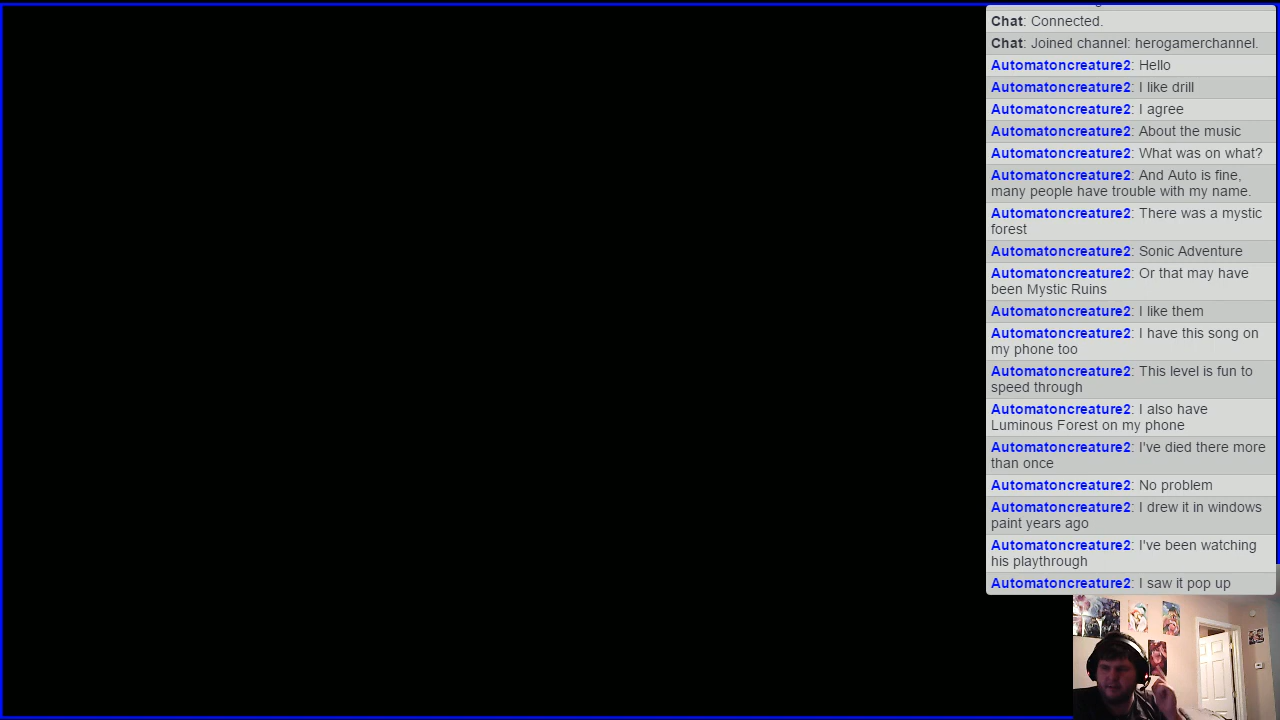 Chat: Connected.
Chat: Joined channel: herogamerchannel.
Automatoncreature2: Hello
Automatoncreature2: I like drill
Automatoncreature2: I agree
Automatoncreature2: About the music
Automatoncreature2: What was on what?
Automatoncreature2: And Auto is fine,
many people have trouble with my name.
Automatoncreature2: There was a mystic
forest
Automatoncreature2: Sonic Adventure
Automatoncreature2: Or that may have
been Mystic Ruins
Automatoncreature2: I like them
Automatoncreature2: I have this song on
my phone too
Automatoncreature2: This level is fun to
speed through
Automatoncreature2: I also have
Luminous Forest on my phone
Automatoncreature2: I've died there more
than once
Automatoncreature2: No problem
Automatoncreature2: I drew it in windows
paint years ago
Automatoncreature2: I've been watching
his playthrough
Automatoncreature2: I saw it pop up